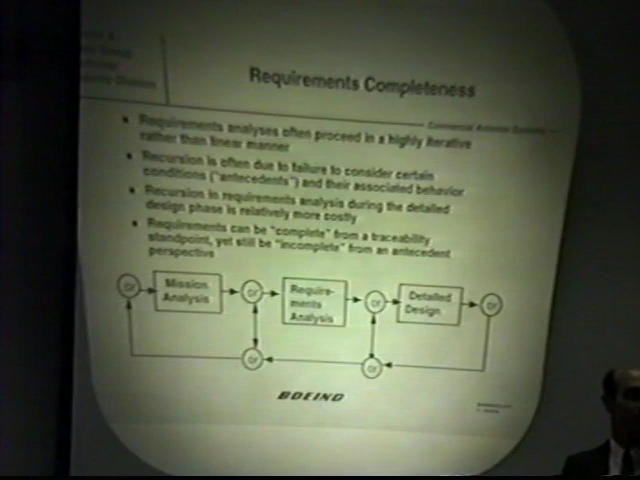 Requirements Completeness
• Requirements analyses often proceed in a highly iterative
rather than linear manner
• Recursion is often due to failure to consider certain
conditions ("antecedents") and their associated behavior
• Recursion in requirements analysis during the detailed
design phase is relatively more costly
• Requirements can be "complete" from a traceability
standpoint, yet still be "incomplete" from an antecedent
perspective
or
Mission
Analysis
or
Require-
ments
Analysis
or
Detailed
Design
or
or
or
BOEING